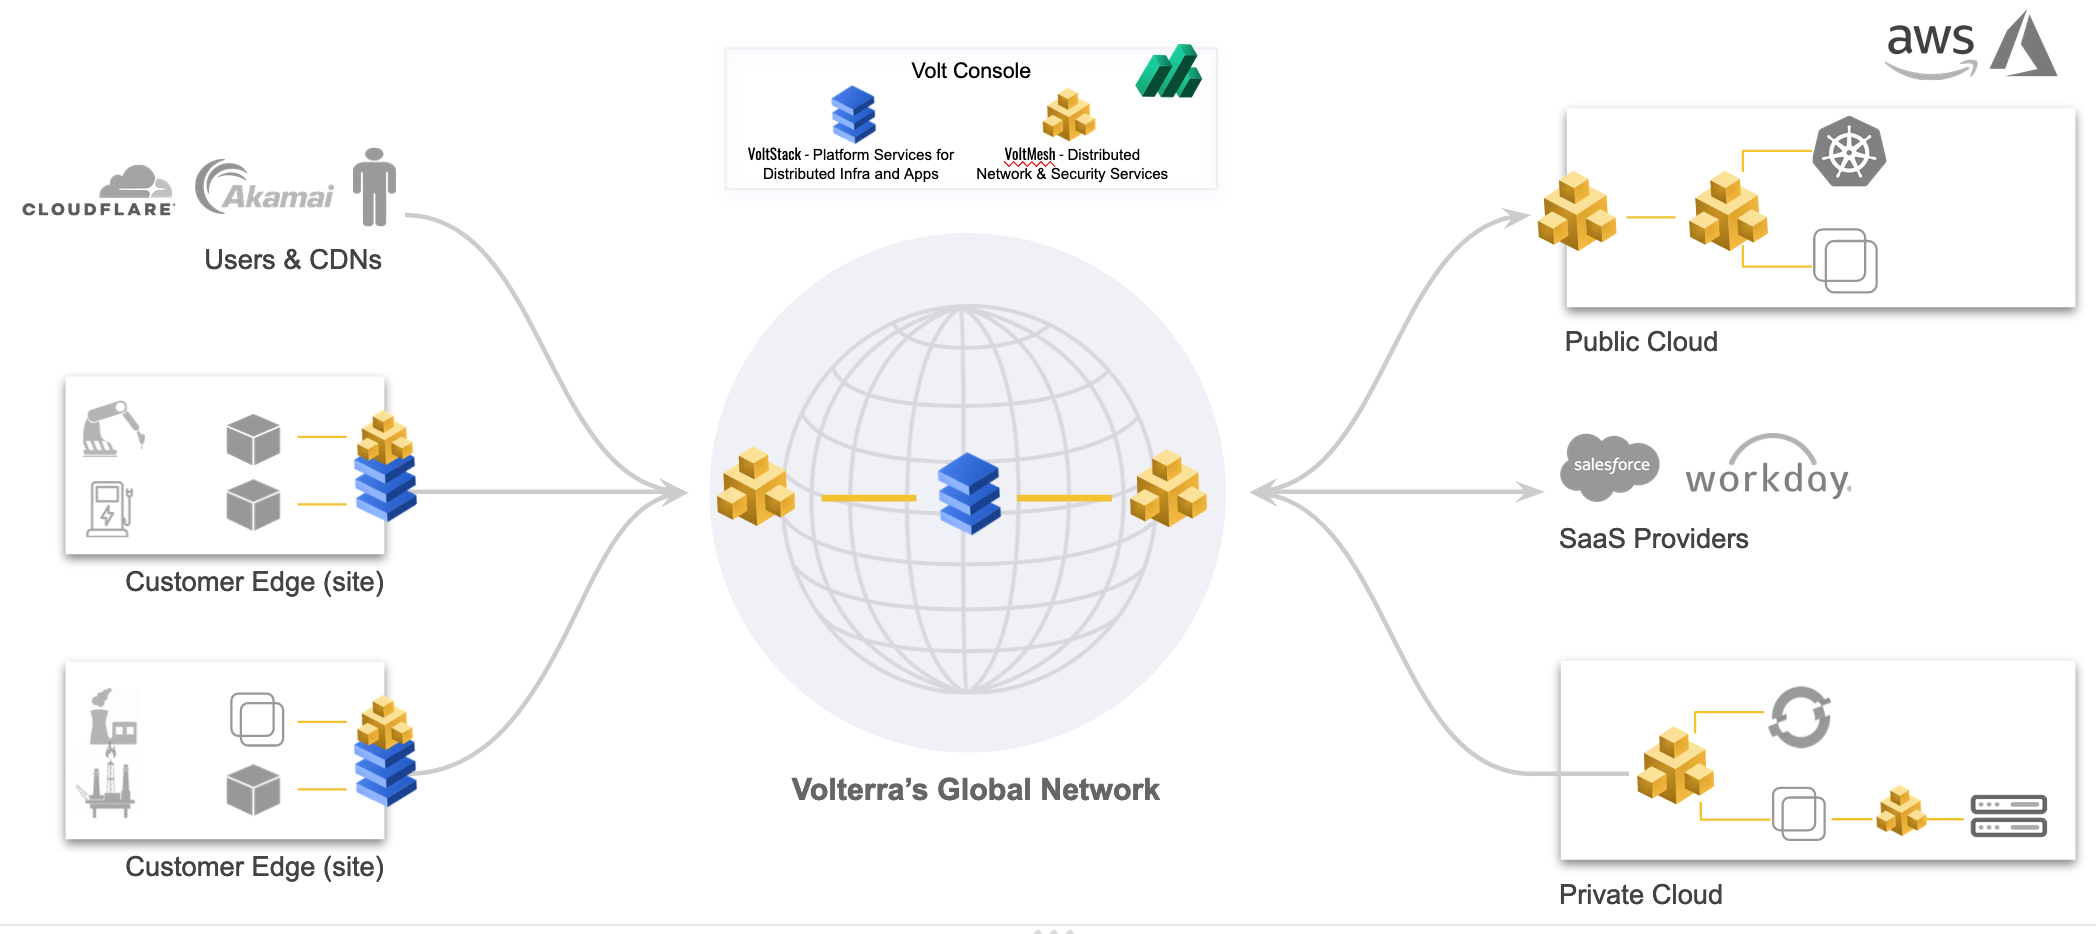 Volt Console
VoltStack - Platform Services for
Distributed Infra and Apps
VoltMesh - Distributed
Network & Security Services
aws
CLOUDFLARE
Akamai
Users & CDNs
Customer Edge (site)
Customer Edge (site)
Volterra’s Global Network
Public Cloud
salesforce
workday.
SaaS Providers
Private Cloud